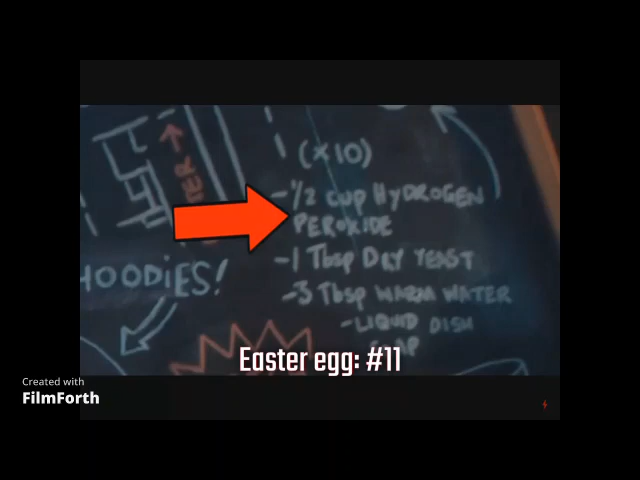 (x10)
-1/2 cup HYDROGEN
PEROXIDE
-1 Tbsp DRY YEAST
-3 Tbsp WARM WATER
-LIQUID DISH
SOAP
HOODIES!
Easter egg: #11
Created with
FilmForth